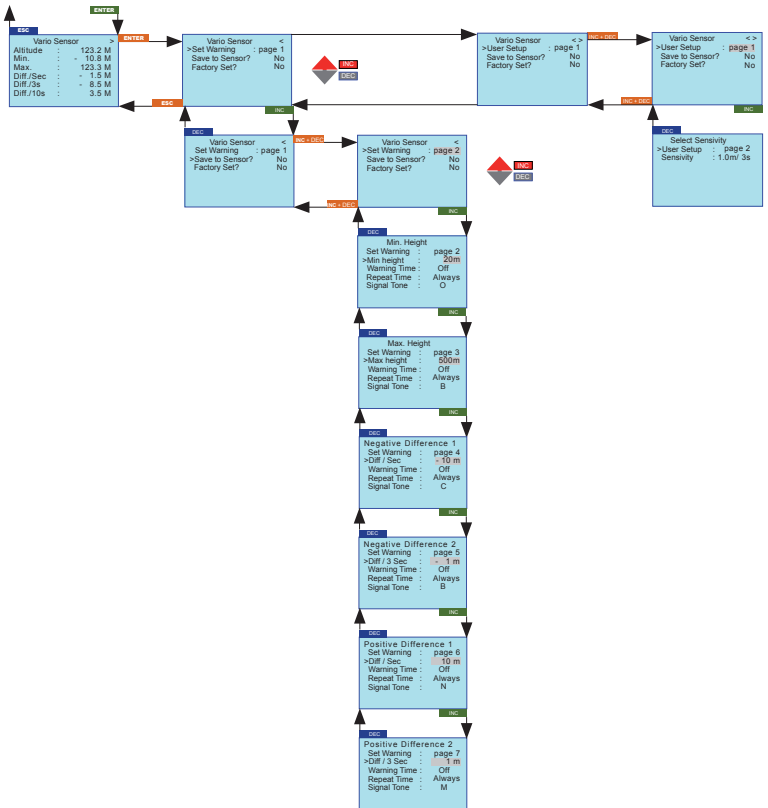 ENTER
ESC
Vario Sensor >
Altitude : 123.2 M
Min. : - 10.8 M
Max. : 123.3 M
Diff./Sec : - 1.5 M
Diff./3s : - 8.5 M
Diff./10s : 3.5 M
ENTER
ESC
Vario Sensor <
>Set Warning : page 1
Save to Sensor? No
Factory Set? No
INC
INC
DEC
Vario Sensor < >
>User Setup : page 1
Save to Sensor? No
Factory Set? No
INC + DEC
INC + DEC
Vario Sensor < >
>User Setup : page 1
Save to Sensor? No
Factory Set? No
INC
DEC
Select Sensivity
>User Setup : page 2
Sensivity : 1.0m/ 3s
DEC
Vario Sensor <
Set Warning : page 1
>Save to Sensor? No
Factory Set? No
INC + DEC
INC + DEC
Vario Sensor <
>Set Warning : page 2
Save to Sensor? No
Factory Set? No
INC
INC
DEC
DEC
Min. Height
Set Warning : page 2
>Min height : 20m
Warning Time : Off
Repeat Time : Always
Signal Tone : O
INC
DEC
Max. Height
Set Warning : page 3
>Max height : 500m
Warning Time : Off
Repeat Time : Always
Signal Tone : B
INC
DEC
Negative Difference 1
Set Warning : page 4
>Diff / Sec : - 10 m
Warning Time : Off
Repeat Time : Always
Signal Tone : C
INC
DEC
Negative Difference 2
Set Warning : page 5
>Diff / 3 Sec : - 1 m
Warning Time : Off
Repeat Time : Always
Signal Tone : B
INC
DEC
Positive Difference 1
Set Warning : page 6
>Diff / Sec : 10 m
Warning Time : Off
Repeat Time : Always
Signal Tone : N
INC
DEC
Positive Difference 2
Set Warning : page 7
>Diff / 3 Sec : 1 m
Warning Time : Off
Repeat Time : Always
Signal Tone : M